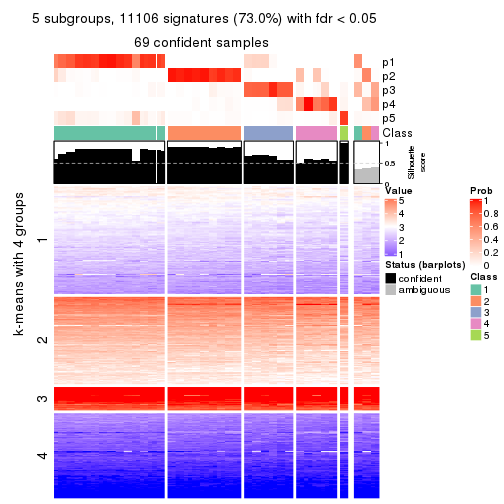 5 subgroups, 11106 signatures (73.0%) with fdr < 0.05
69 confident samples
p1
p2
p3
p4
p5
Class
1
0.5
0
Silhouette
score
k-means with 4 groups
1
2
3
4
Value
5
4
3
2
1
Status (barplots)
confident
ambiguous
Prob
1
0.8
0.6
0.4
0.2
0
Class
1
2
3
4
5